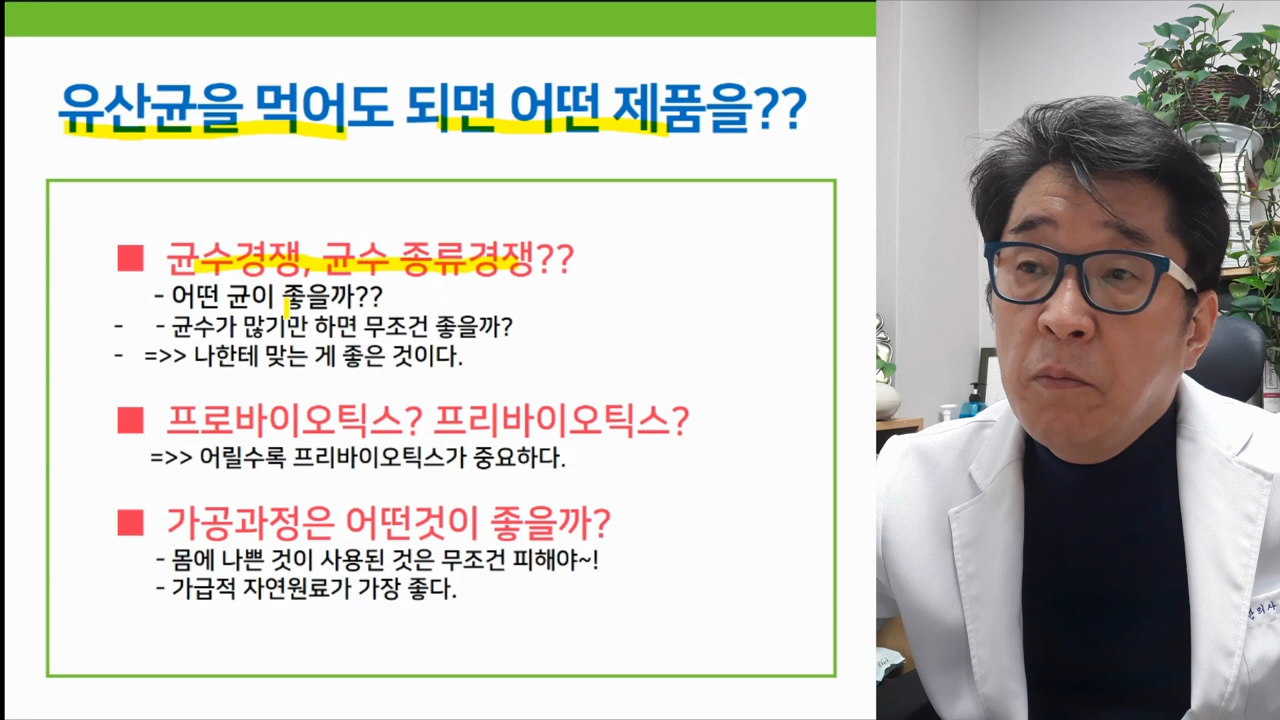 유산균을 먹어도 되면 어떤 제품을??
■ 균수경쟁, 균수 종류경쟁??
- 어떤 균이 좋을까??
- - 균수가 많기만 하면 무조건 좋을까?
- =>> 나한테 맞는 게 좋은 것이다.
■ 프로바이오틱스? 프리바이오틱스?
=>> 어릴수록 프리바이오틱스가 중요하다.
■ 가공과정은 어떤것이 좋을까?
- 몸에 나쁜 것이 사용된 것은 무조건 피해야~!
- 가급적 자연원료가 가장 좋다.